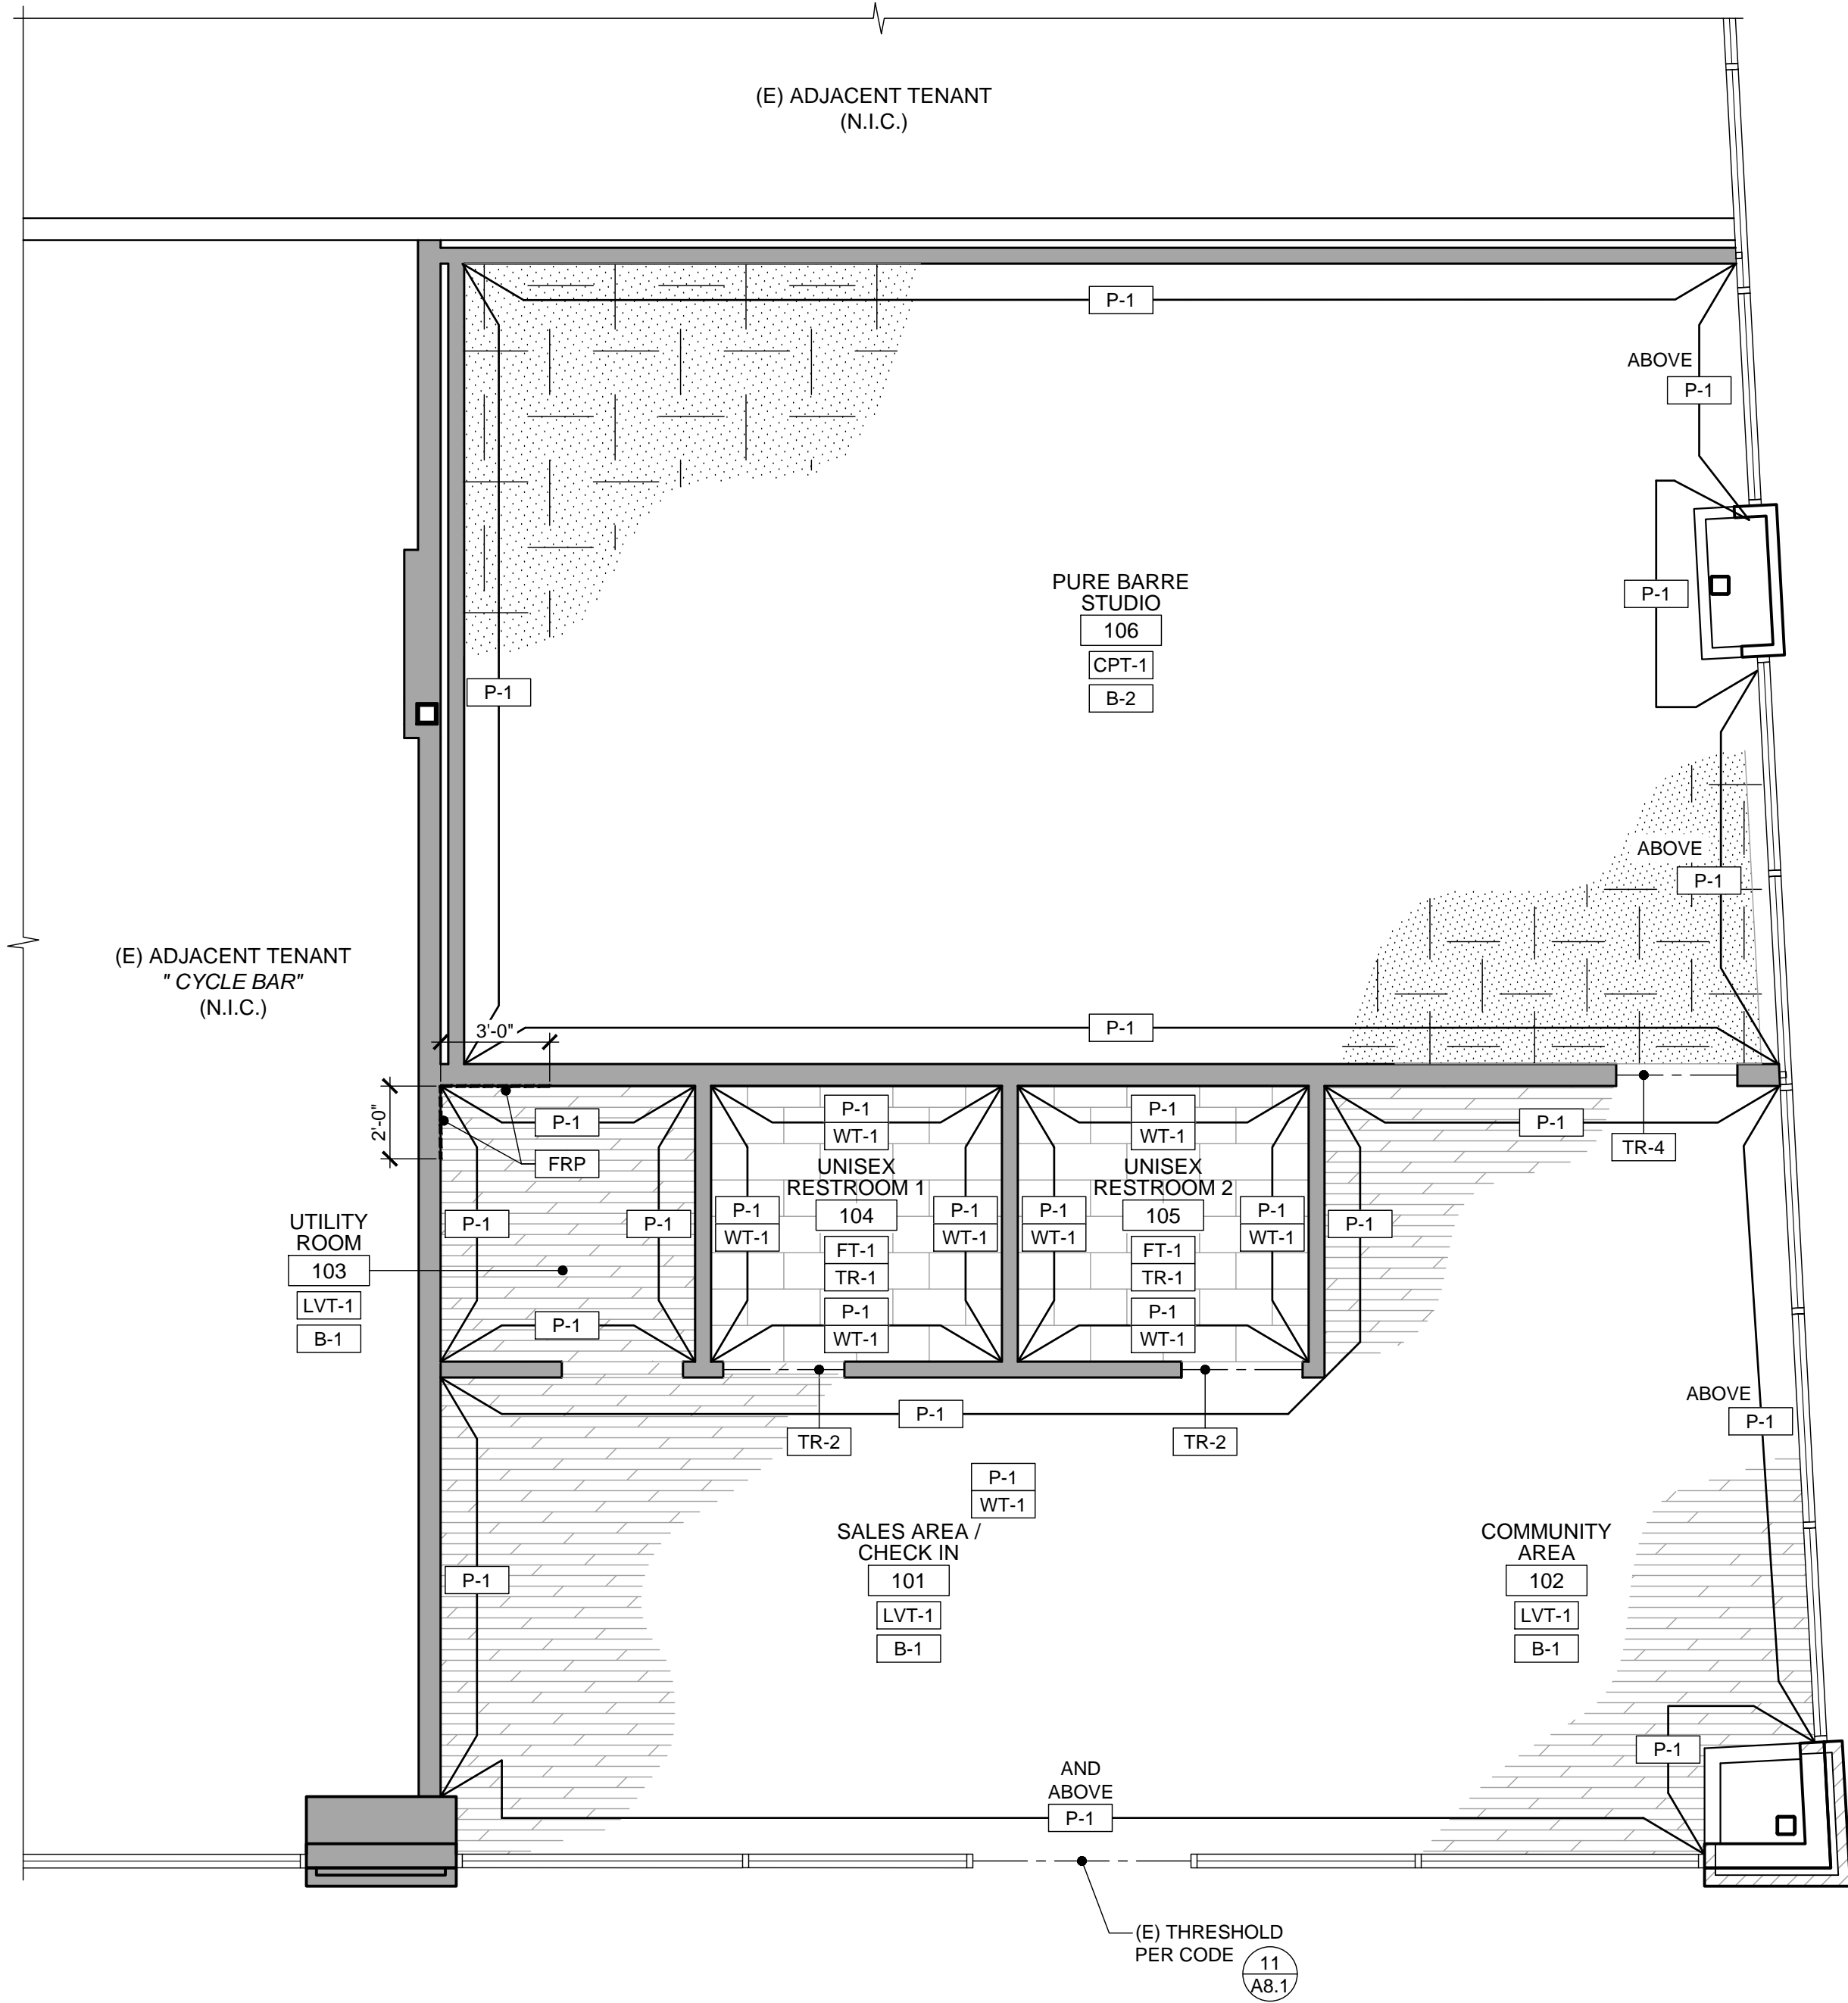 (E) ADJACENT TENANT
(N.I.C.)
P-1
ABOVE
P-1
PURE BARRE
STUDIO
106
CPT-1
B-2
P-1
P-1
ABOVE
P-1
(E) ADJACENT TENANT
" CYCLE BAR"
(N.I.C.)
3'-0"
P-1
2'-0"
P-1
FRP
P-1
P-1
P-1
UTILITY
ROOM
103
LVT-1
B-1
P-1
WT-1
UNISEX
RESTROOM 1
104
P-1
WT-1
P-1
WT-1
FT-1
TR-1
P-1
WT-1
P-1
WT-1
UNISEX
RESTROOM 2
105
P-1
WT-1
P-1
WT-1
FT-1
TR-1
P-1
WT-1
P-1
P-1
TR-4
P-1
TR-2
TR-2
ABOVE
P-1
P-1
WT-1
SALES AREA /
CHECK IN
101
LVT-1
B-1
COMMUNITY
AREA
102
LVT-1
B-1
P-1
P-1
AND
ABOVE
P-1
(E) THRESHOLD
PER CODE
11
A8.1